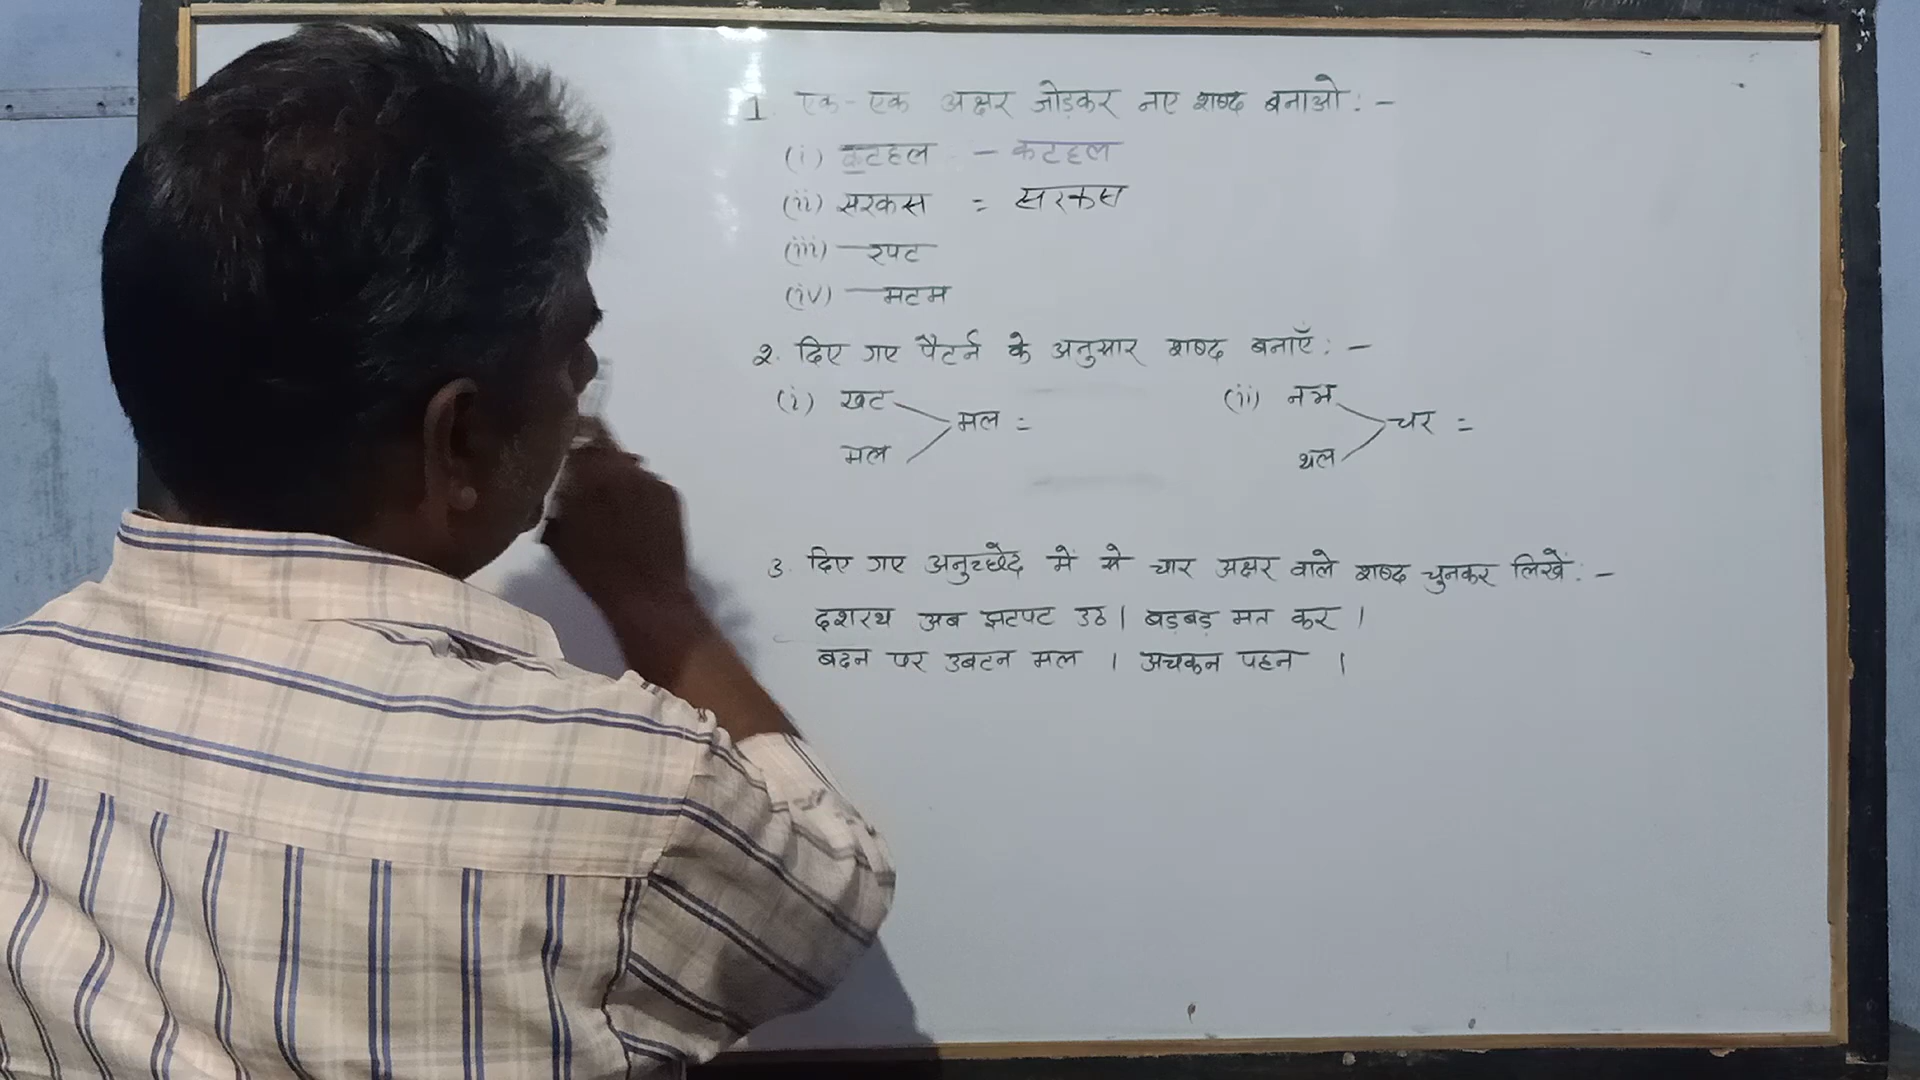 1. एक-एक अक्षर जोड़कर नए शब्द बनाओ : -
(i) कटहल - कटहल
(ii) सरकस = सरकस
(iii) — रपट
(iv) — मटम
2. दिए गए पैटर्न के अनुसार शब्द बनाएँ : -
(i) खट मल = (ii) नभ चर =
मल थल
3. दिए गए अनुच्छेद में से चार अक्षर वाले शब्द चुनकर लिखें : -
दशरथ अब झटपट उठ । बड़बड़ मत कर ।
बदन पर उबटन मल । अचकन पहन ।